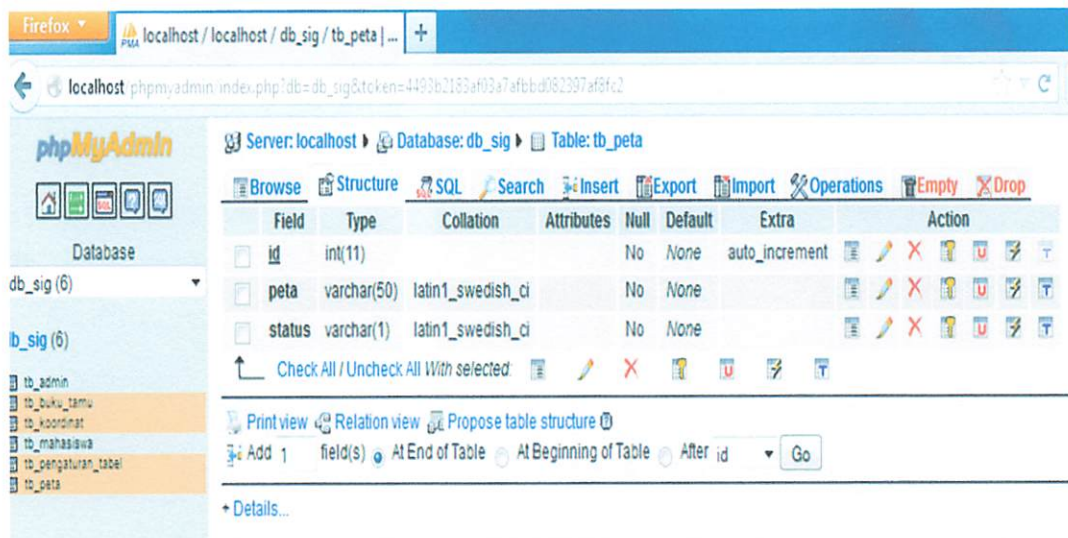 Firefox
PMA localhost / localhost / db_sig / tb_peta | ... +
localhost/phpmyadmin/index.php?db=db_sig&token=4493b2183af03a7afbbd082397af8fc2
phpMyAdmin
Server: localhost Database: db_sig Table: tb_peta
Browse Structure SQL Search Insert Export Import Operations Empty Drop
Field Type Collation Attributes Null Default Extra Action
id int(11) No None auto_increment
peta varchar(50) latin1_swedish_ci No None
status varchar(1) latin1_swedish_ci No None
Check All / Uncheck All With selected:
Print view Relation view Propose table structure
Add 1 field(s) At End of Table At Beginning of Table After id Go
+ Details...
Database
db_sig (6)
db_sig (6)
tb_admin
tb_buku_tamu
tb_koordinat
tb_mahasiswa
tb_pengaturan_tabel
tb_peta